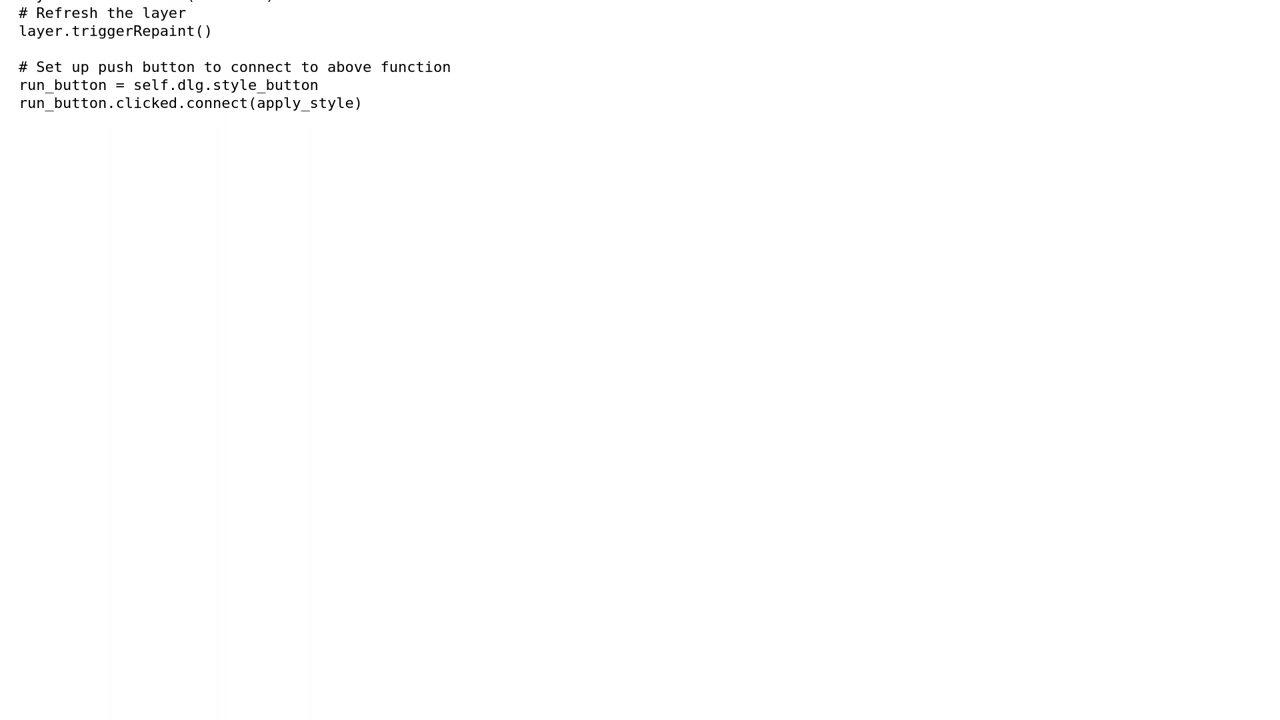 # Refresh the layer
layer.triggerRepaint()
# Set up push button to connect to above function
run_button = self.dlg.style_button
run_button.clicked.connect(apply_style)